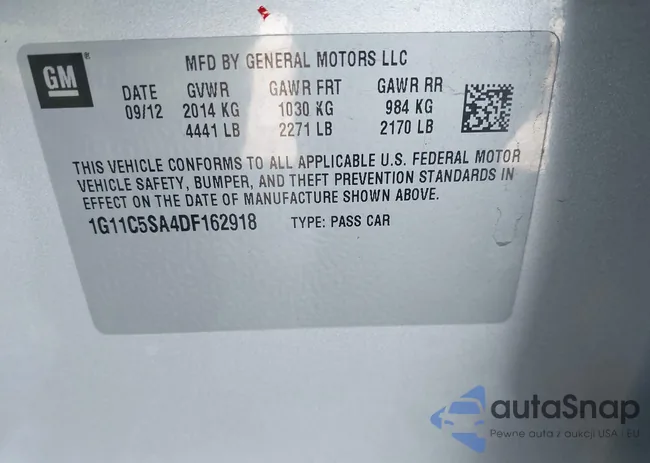 GM
MFD BY GENERAL MOTORS LLC
DATE GVWR GAWR FRT GAWR RR
09/12 2014 KG 1030 KG 984 KG
4441 LB 2271 LB 2170 LB
THIS VEHICLE CONFORMS TO ALL APPLICABLE U.S. FEDERAL MOTOR
VEHICLE SAFETY, BUMPER, AND THEFT PREVENTION STANDARDS IN
EFFECT ON THE DATE OF MANUFACTURE SHOWN ABOVE.
1G11C5SA4DF162918 TYPE: PASS CAR
autaSnap
Pewne auta z aukcji USA i EU